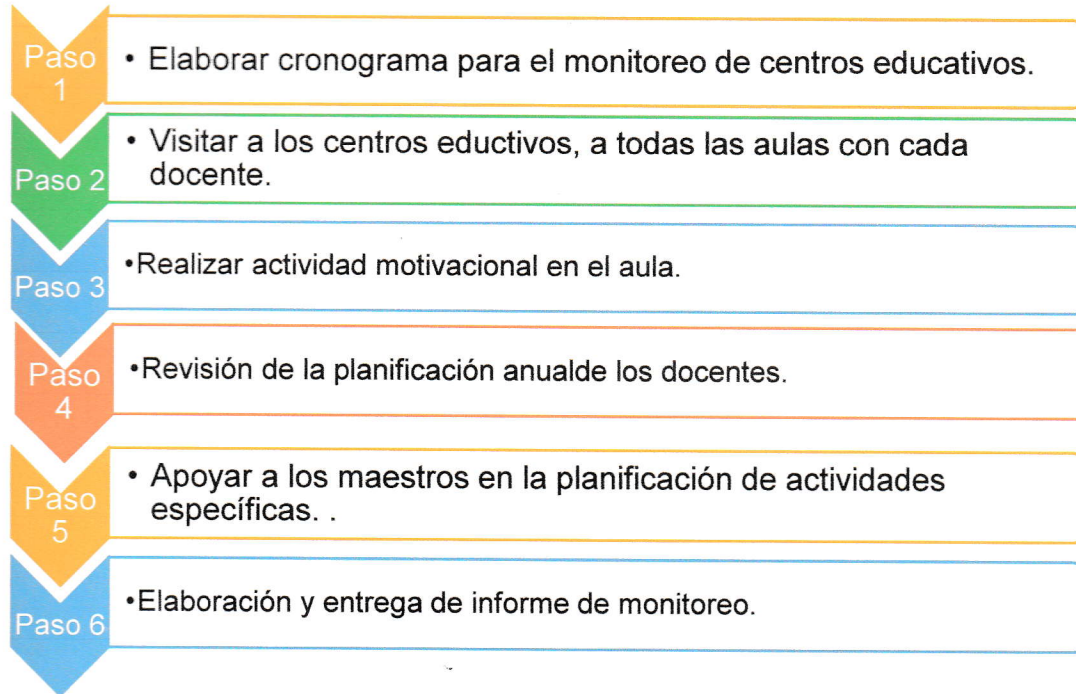 Paso
1
• Elaborar cronograma para el monitoreo de centros educativos.
Paso 2
• Visitar a los centros eductivos, a todas las aulas con cada
docente.
Paso 3
•Realizar actividad motivacional en el aula.
Paso
4
•Revisión de la planificación anualde los docentes.
Paso
5
• Apoyar a los maestros en la planificación de actividades
específicas. .
Paso 6
•Elaboración y entrega de informe de monitoreo.